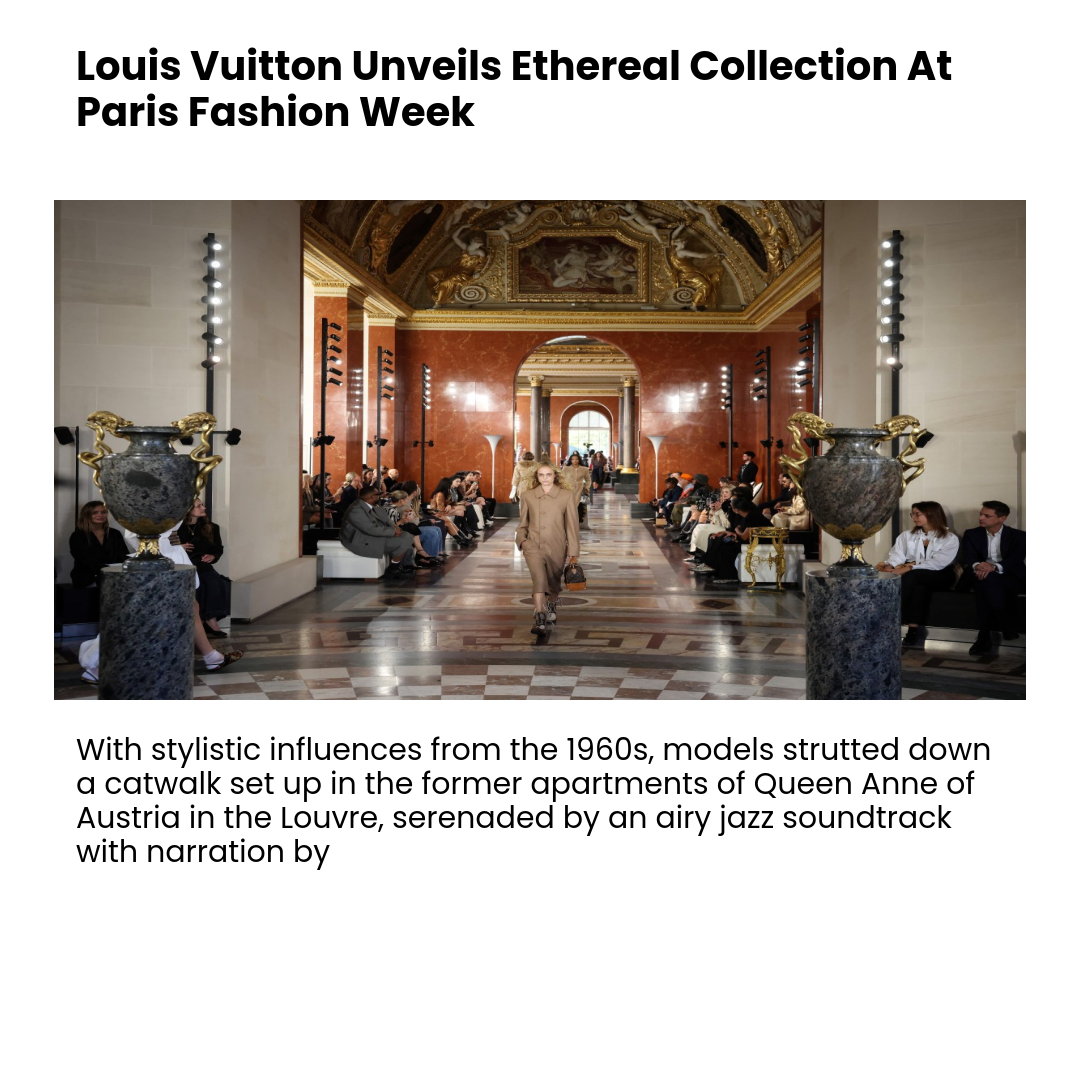 Louis Vuitton Unveils Ethereal Collection At
Paris Fashion Week
With stylistic influences from the 1960s, models strutted down
a catwalk set up in the former apartments of Queen Anne of
Austria in the Louvre, serenaded by an airy jazz soundtrack
with narration by